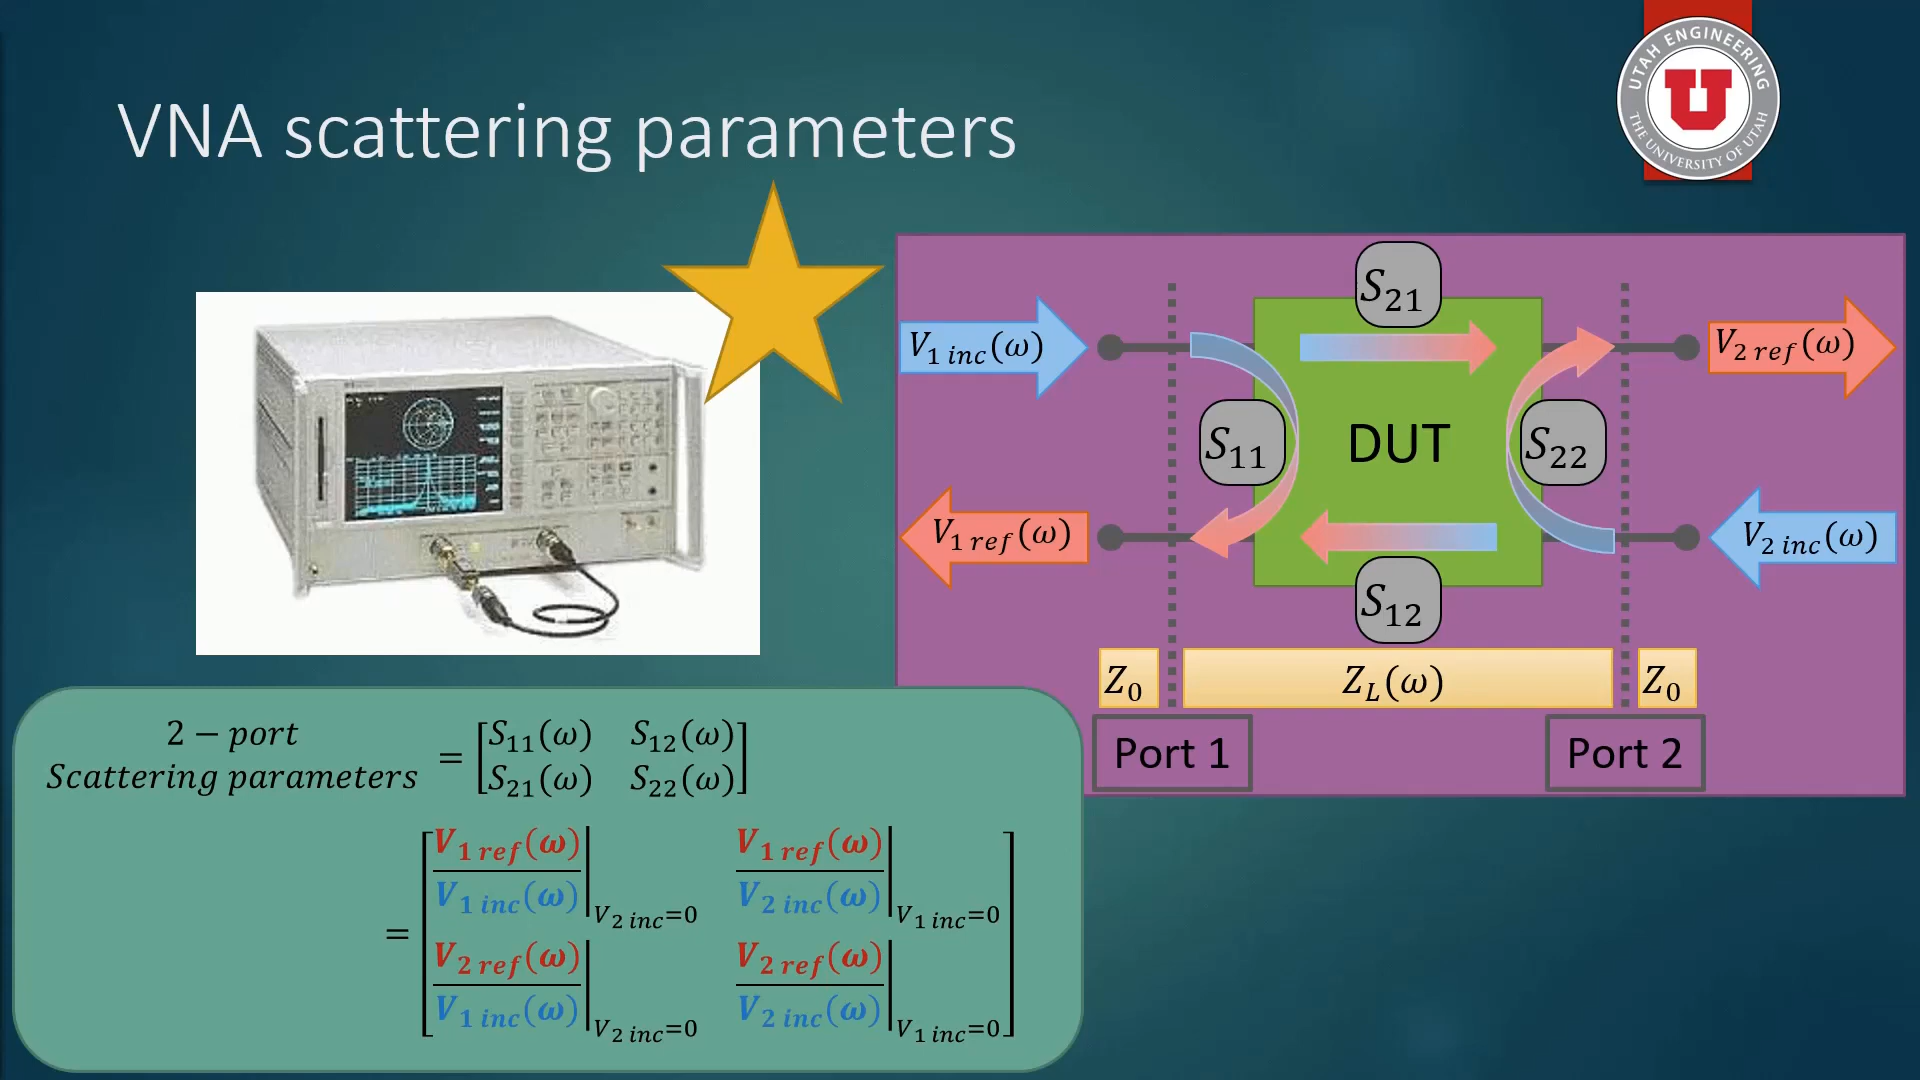 VNA scattering parameters
UTAH ENGINEERING
THE UNIVERSITY OF UTAH
U
S₂₁
V₁ inc(ω)
V₂ ref(ω)
S₁₁
DUT
S₂₂
V₁ ref(ω)
V₂ inc(ω)
S₁₂
Z₀
Z_L(ω)
Z₀
Port 1
Port 2
2 − port
Scattering parameters
= [S₁₁(ω) S₁₂(ω)
S₂₁(ω) S₂₂(ω)]
= [V₁ ref(ω)/V₁ inc(ω)|V₂ inc=0 V₁ ref(ω)/V₂ inc(ω)|V₁ inc=0
V₂ ref(ω)/V₁ inc(ω)|V₂ inc=0 V₂ ref(ω)/V₂ inc(ω)|V₁ inc=0]